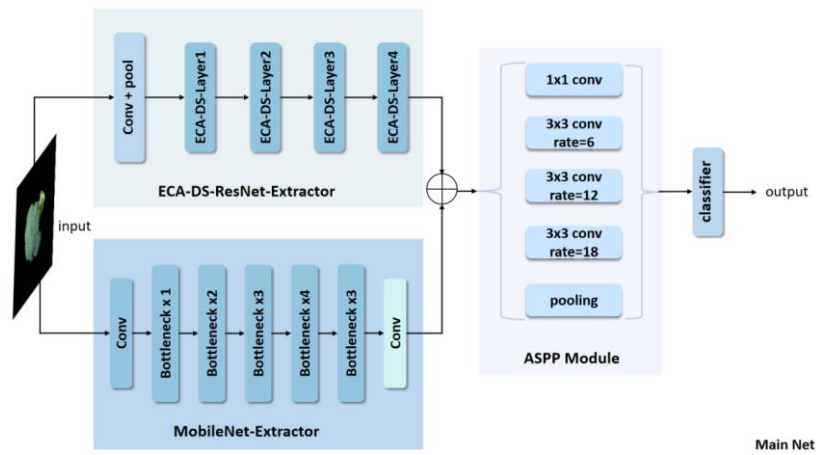 Conv + pool
ECA-DS-Layer1
ECA-DS-Layer2
ECA-DS-Layer3
ECA-DS-Layer4
ECA-DS-ResNet-Extractor
input
Conv
Bottleneck x 1
Bottleneck x2
Bottleneck x3
Bottleneck x4
Bottleneck x3
Conv
MobileNet-Extractor
1x1 conv
3x3 conv
rate=6
3x3 conv
rate=12
3x3 conv
rate=18
pooling
ASPP Module
classifier
output
Main Net